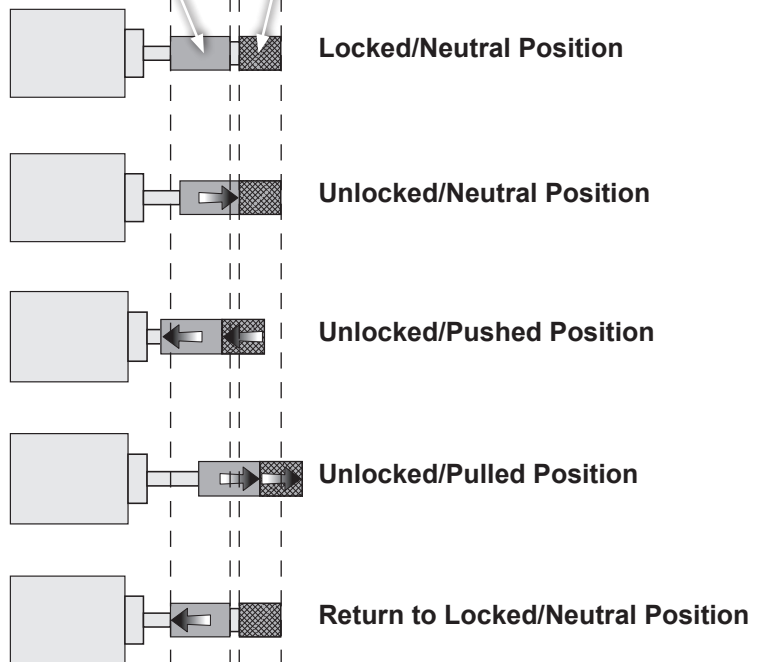 Locked/Neutral Position
Unlocked/Neutral Position
Unlocked/Pushed Position
Unlocked/Pulled Position
Return to Locked/Neutral Position